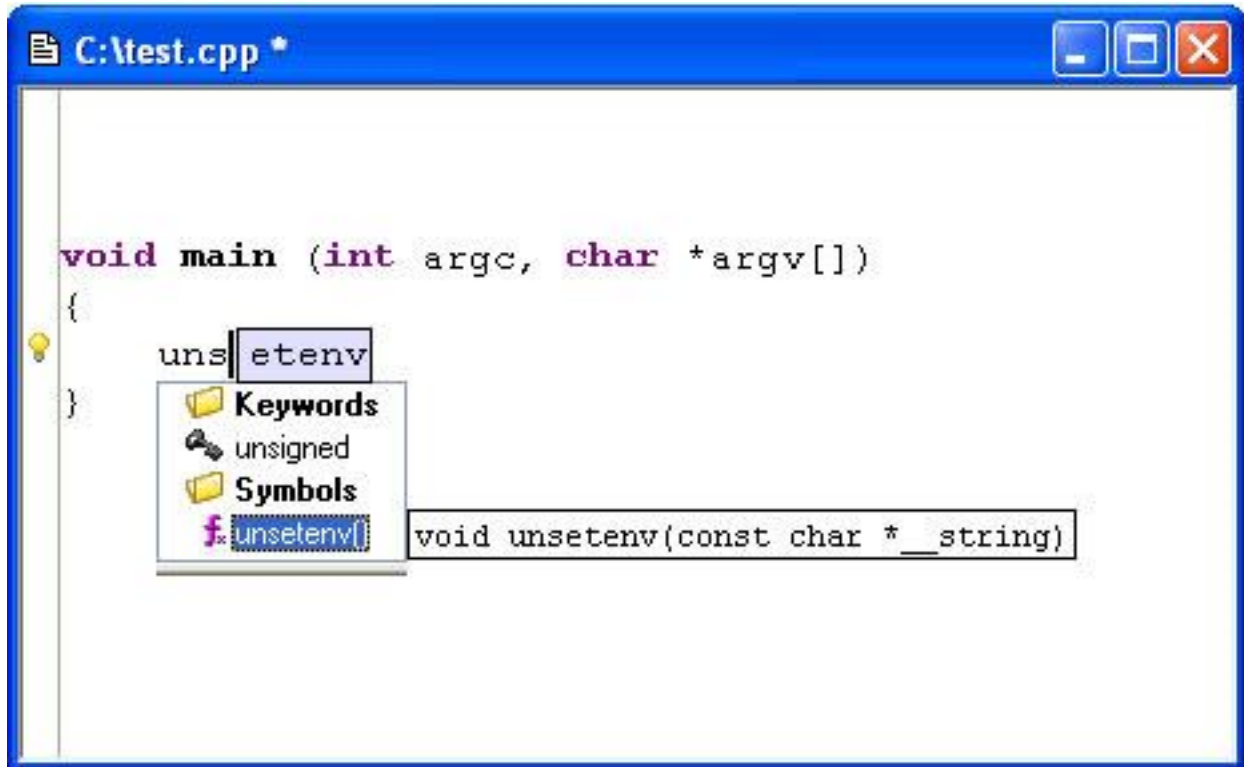 C:\test.cpp *
void main (int argc, char *argv[])
{
uns etenv
}
Keywords
unsigned
Symbols
unsetenv()
void unsetenv(const char *__string)